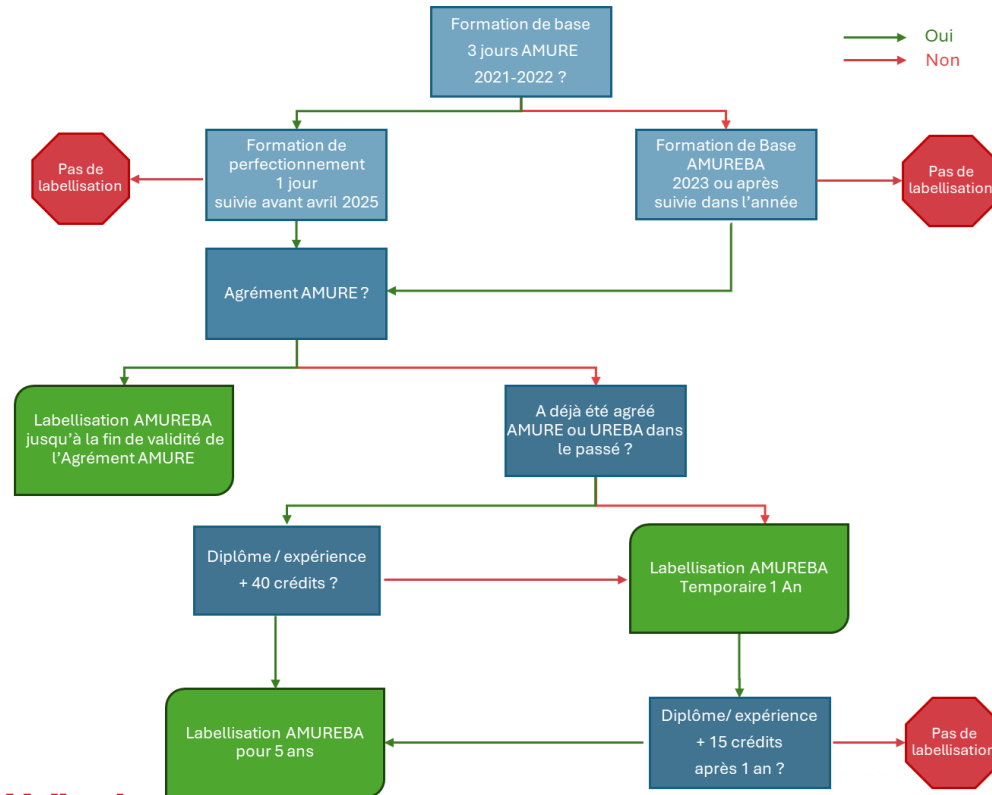 Formation de base
3 jours AMURE
2021-2022 ?
Oui
Non
Pas de
labellisation
Formation de
perfectionnement
1 jour
suivie avant avril 2025
Formation de Base
AMUREBA
2023 ou après
suivie dans l'année
Pas de
labellisation
Agrément AMURE ?
Labellisation AMUREBA
jusqu'à la fin de validité de
l'Agrément AMURE
A déjà été agréé
AMURE ou UREBA dans
le passé ?
Diplôme / expérience
+ 40 crédits ?
Labellisation AMUREBA
Temporaire 1 An
Labellisation AMUREBA
pour 5 ans
Diplôme/ expérience
+ 15 crédits
après 1 an ?
Pas de
labellisation